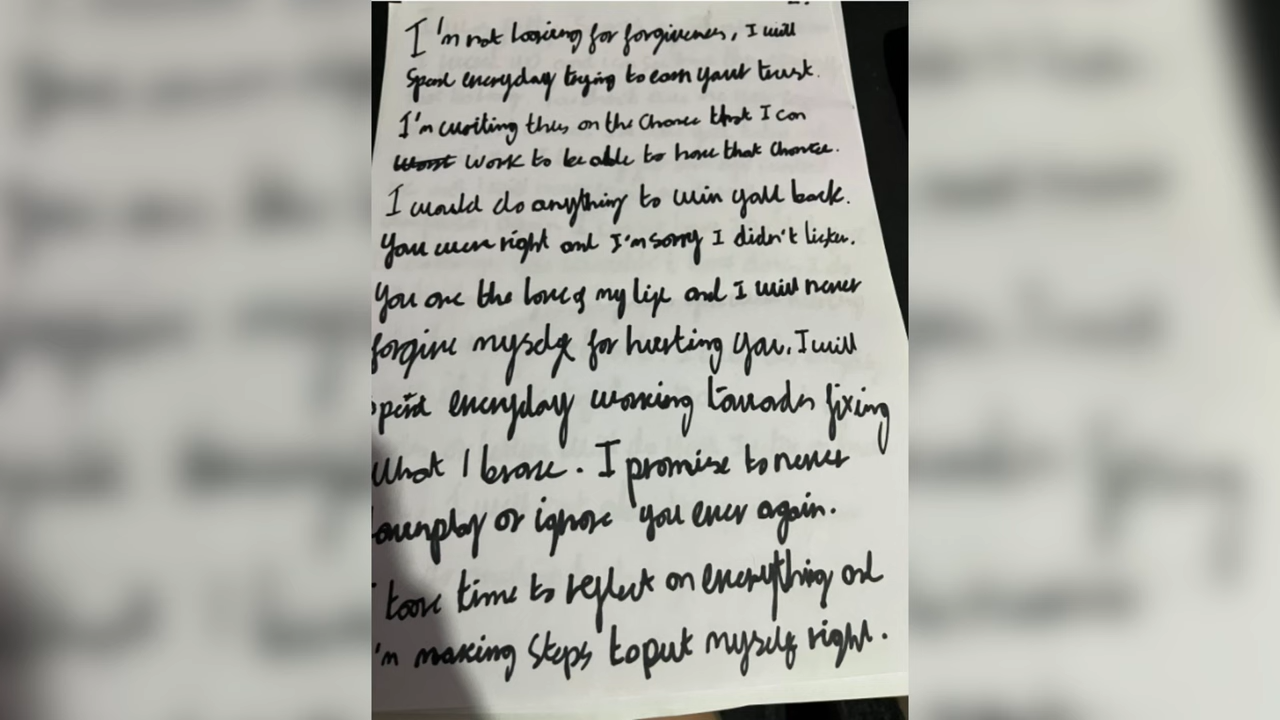 I'm not looking for forgiveness, I will
Spend everyday trying to earn your trust.
I'm writing this on the chance that I can
Worst work to be able to have that chance.
I would do anything to win you back.
You were right and I'm sorry I didn't listen.
You are the love of my life and I will never
forgive myself for hurting you. I will
spend everyday working towards fixing
What I broke. I promise to never
downplay or ignore you ever again.
I took time to reflect on everything and
I'm making steps to put myself right.